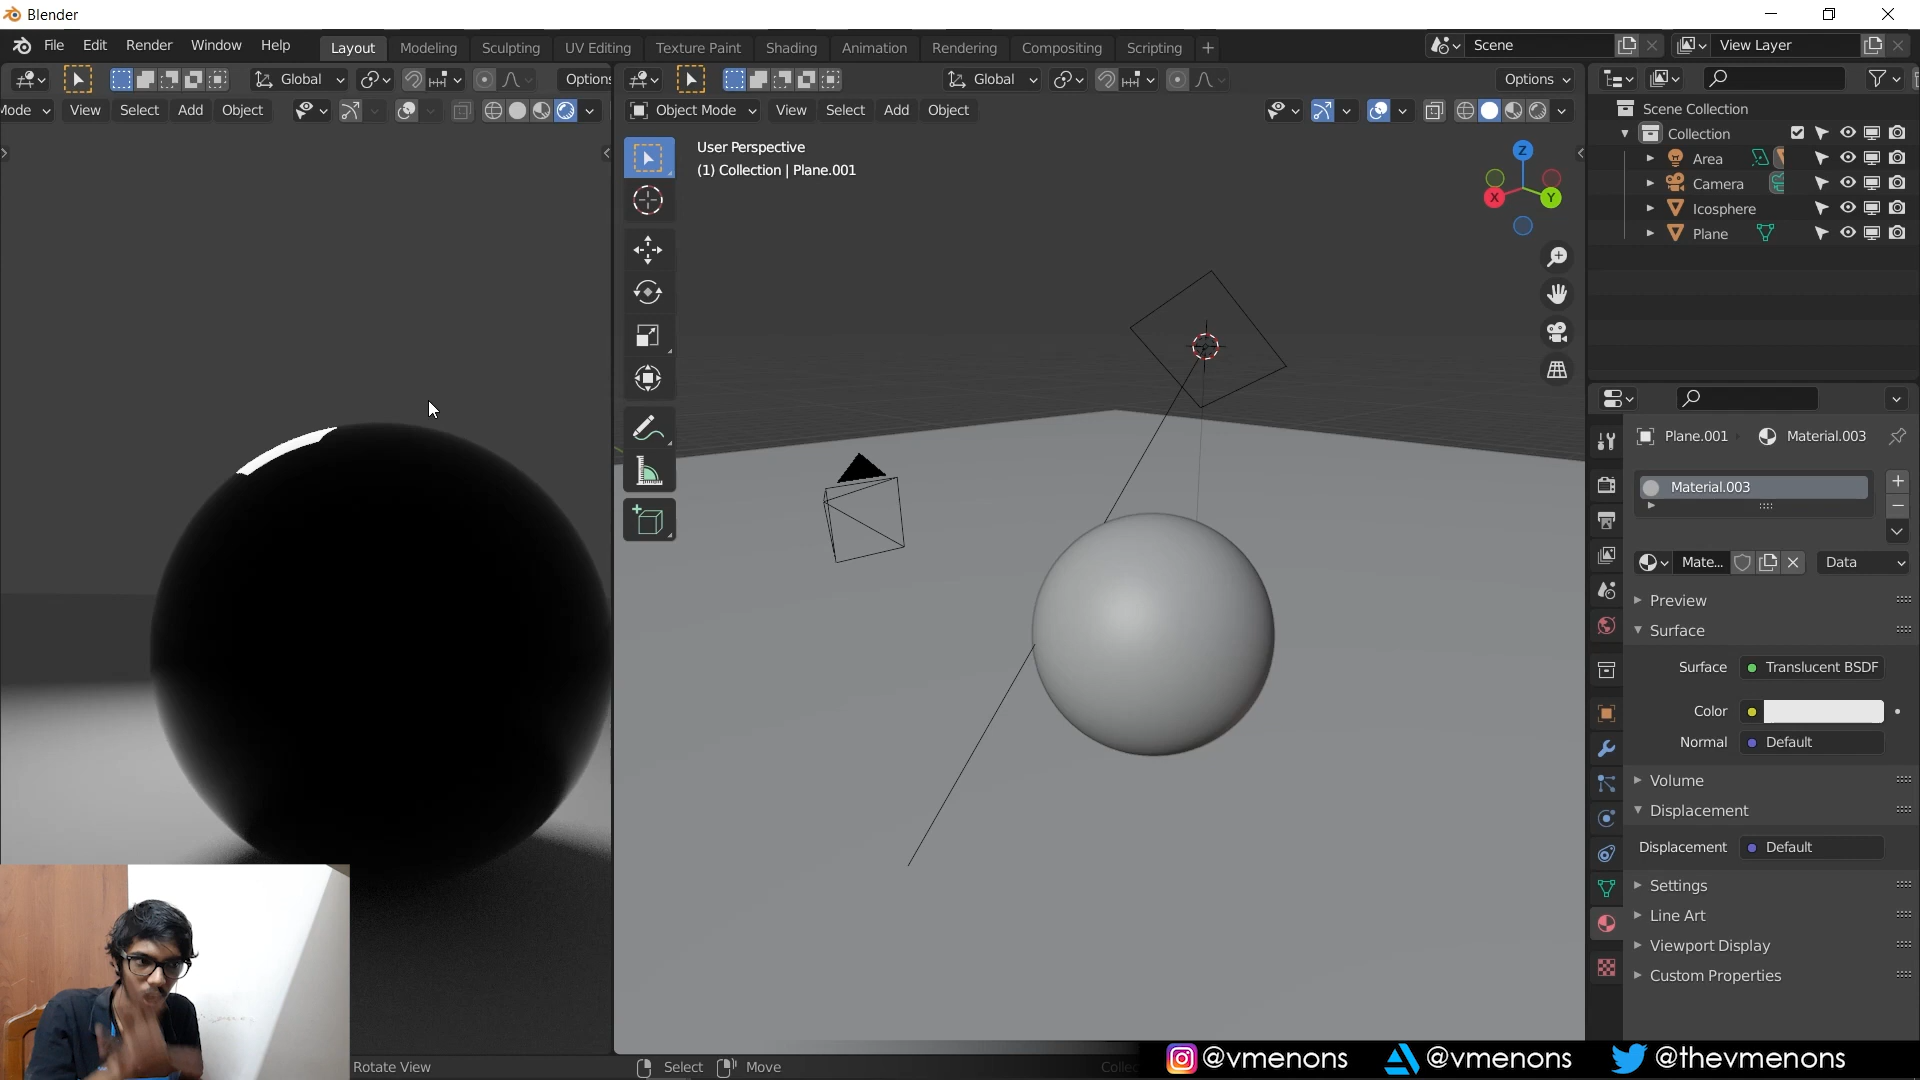 Blender
File Edit Render Window Help Layout Modeling Sculpting UV Editing Texture Paint Shading Animation Rendering Compositing Scripting + Scene View Layer
Global Options Global Options
Mode View Select Add Object Object Mode View Select Add Object
User Perspective
(1) Collection | Plane.001
Z
X
Y
Scene Collection
Collection
Area
Camera
Icosphere
Plane
Plane.001 Material.003
Material.003
Mate... Data
Preview
Surface
Surface Translucent BSDF
Color
Normal Default
Volume
Displacement
Displacement Default
Settings
Line Art
Viewport Display
Custom Properties
Rotate View Select Move
@vmenons @vmenons @thevmenons